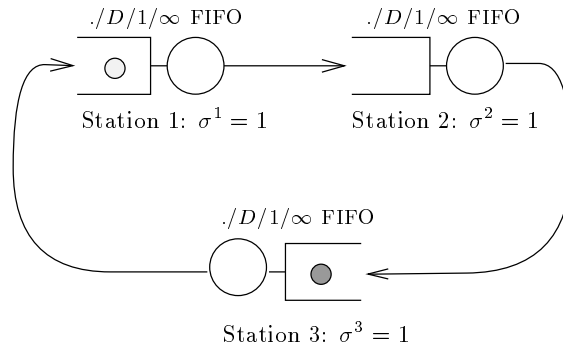 ./D/1/∞ FIFO
./D/1/∞ FIFO
Station 1: σ¹ = 1
Station 2: σ² = 1
./D/1/∞ FIFO
Station 3: σ³ = 1